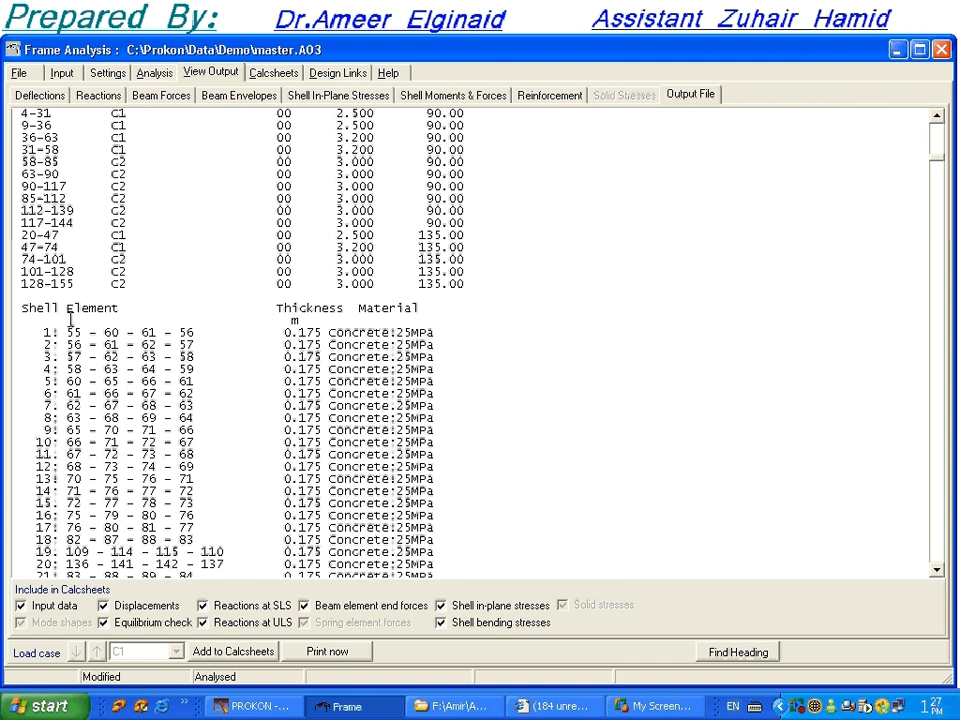 Prepared By: Dr.Ameer Elginaid Assistant Zuhair Hamid
Frame Analysis : C:\Prokon\Data\Demo\master.A03
File Input Settings Analysis View Output Calcsheets Design Links Help
Deflections Reactions Beam Forces Beam Envelopes Shell In-Plane Stresses Shell Moments & Forces Reinforcement Solid Stresses Output File
4-31 C1 00 2.500 90.00
9-36 C1 00 2.500 90.00
36-63 C1 00 3.200 90.00
31-58 C1 00 3.200 90.00
58-85 C2 00 3.000 90.00
63-90 C2 00 3.000 90.00
90-117 C2 00 3.000 90.00
85-112 C2 00 3.000 90.00
112-139 C2 00 3.000 90.00
117-144 C2 00 3.000 90.00
20-47 C1 00 2.500 135.00
47-74 C1 00 3.200 135.00
74-101 C2 00 3.000 135.00
101-128 C2 00 3.000 135.00
128-155 C2 00 3.000 135.00
Shell Element Thickness Material
m
1: 55 - 60 - 61 - 56 0.175 Concrete:25MPa
2: 56 - 61 - 62 - 57 0.175 Concrete:25MPa
3: 57 - 62 - 63 - 58 0.175 Concrete:25MPa
4: 58 - 63 - 64 - 59 0.175 Concrete:25MPa
5: 60 - 65 - 66 - 61 0.175 Concrete:25MPa
6: 61 - 66 - 67 - 62 0.175 Concrete:25MPa
7: 62 - 67 - 68 - 63 0.175 Concrete:25MPa
8: 63 - 68 - 69 - 64 0.175 Concrete:25MPa
9: 65 - 70 - 71 - 66 0.175 Concrete:25MPa
10: 66 - 71 - 72 - 67 0.175 Concrete:25MPa
11: 67 - 72 - 73 - 68 0.175 Concrete:25MPa
12: 68 - 73 - 74 - 69 0.175 Concrete:25MPa
13: 70 - 75 - 76 - 71 0.175 Concrete:25MPa
14: 71 - 76 - 77 - 72 0.175 Concrete:25MPa
15: 72 - 77 - 78 - 73 0.175 Concrete:25MPa
16: 75 - 79 - 80 - 76 0.175 Concrete:25MPa
17: 76 - 80 - 81 - 77 0.175 Concrete:25MPa
18: 82 - 87 - 88 - 83 0.175 Concrete:25MPa
19: 109 - 114 - 115 - 110 0.175 Concrete:25MPa
20: 136 - 141 - 142 - 137 0.175 Concrete:25MPa
21: 83 - 88 - 89 - 84 0.175 Concrete:25MPa
Include in Calcsheets
Input data Displacements Reactions at SLS Beam element end forces Shell in-plane stresses Solid stresses
Mode shapes Equilibrium check Reactions at ULS Spring element forces Shell bending stresses
Load case C1 Add to Calcsheets Print now Find Heading
Modified Analysed
start PROKON -... Frame F:\Amir\A... (184 unre... My Screen... EN 1:27 PM